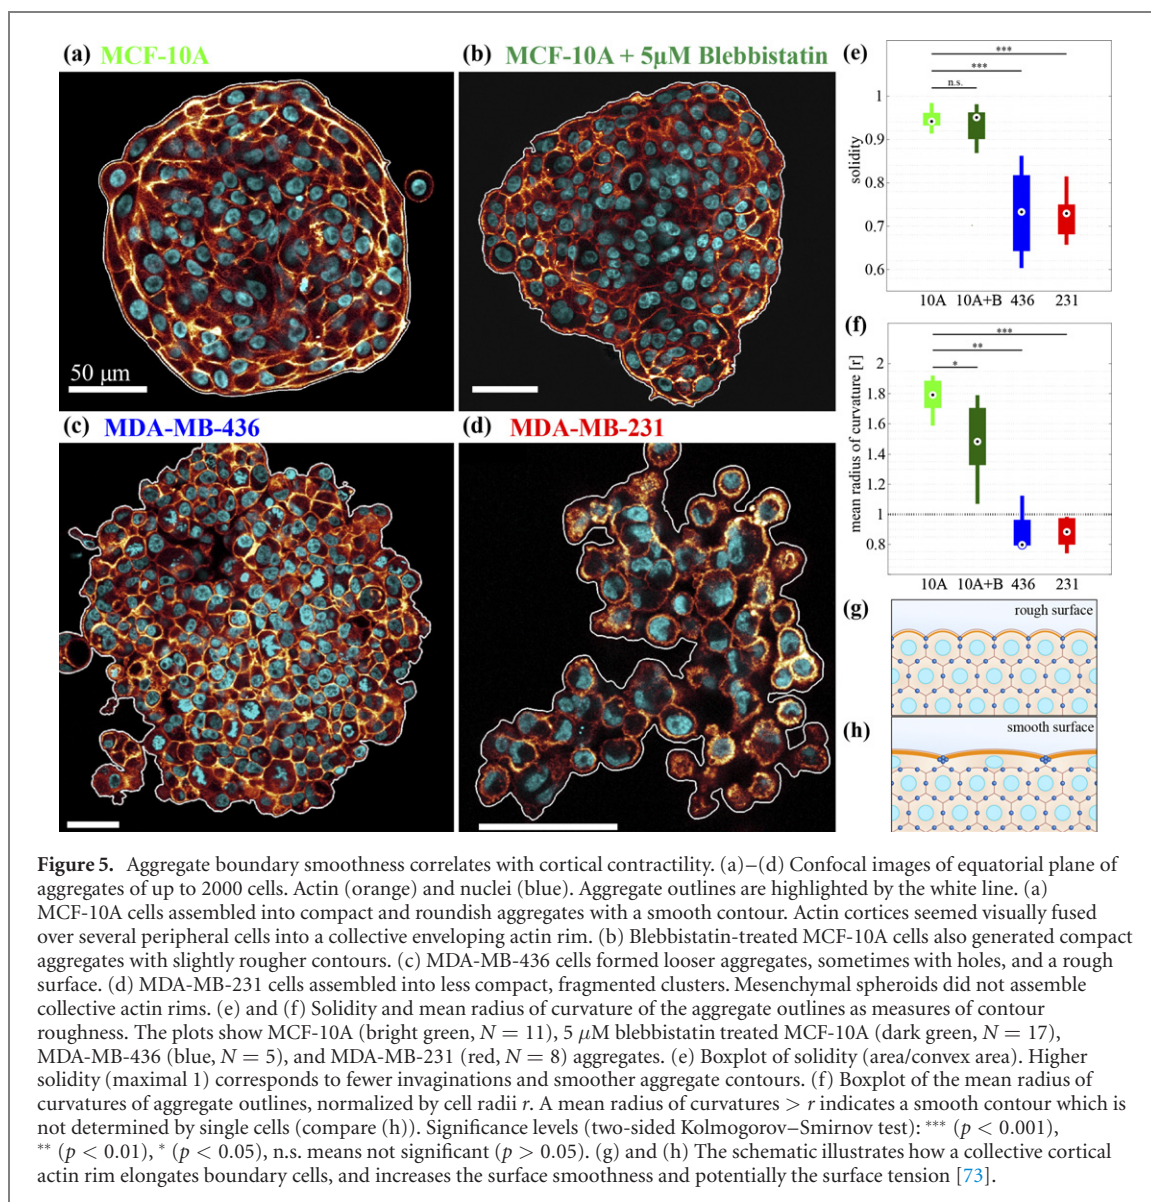 (a) MCF-10A
(b) MCF-10A + 5μM Blebbistatin
50 μm
(c) MDA-MB-436
(d) MDA-MB-231
(e)
***
***
n.s.
1
0.9
0.8
0.7
0.6
solidity
10A 10A+B 436 231
(f)
***
**
*
2
1.8
1.6
1.4
1.2
1
0.8
mean radius of curvature [r]
10A 10A+B 436 231
(g)
rough surface
(h)
smooth surface
Figure 5. Aggregate boundary smoothness correlates with cortical contractility. (a)–(d) Confocal images of equatorial plane of
aggregates of up to 2000 cells. Actin (orange) and nuclei (blue). Aggregate outlines are highlighted by the white line. (a)
MCF-10A cells assembled into compact and roundish aggregates with a smooth contour. Actin cortices seemed visually fused
over several peripheral cells into a collective enveloping actin rim. (b) Blebbistatin-treated MCF-10A cells also generated compact
aggregates with slightly rougher contours. (c) MDA-MB-436 cells formed looser aggregates, sometimes with holes, and a rough
surface. (d) MDA-MB-231 cells assembled into less compact, fragmented clusters. Mesenchymal spheroids did not assemble
collective actin rims. (e) and (f) Solidity and mean radius of curvature of the aggregate outlines as measures of contour
roughness. The plots show MCF-10A (bright green, N = 11), 5 μM blebbistatin treated MCF-10A (dark green, N = 17),
MDA-MB-436 (blue, N = 5), and MDA-MB-231 (red, N = 8) aggregates. (e) Boxplot of solidity (area/convex area). Higher
solidity (maximal 1) corresponds to fewer invaginations and smoother aggregate contours. (f) Boxplot of the mean radius of
curvatures of aggregate outlines, normalized by cell radii r. A mean radius of curvatures > r indicates a smooth contour which is
not determined by single cells (compare (h)). Significance levels (two-sided Kolmogorov–Smirnov test): *** (p < 0.001),
** (p < 0.01), * (p < 0.05), n.s. means not significant (p > 0.05). (g) and (h) The schematic illustrates how a collective cortical
actin rim elongates boundary cells, and increases the surface smoothness and potentially the surface tension [73].